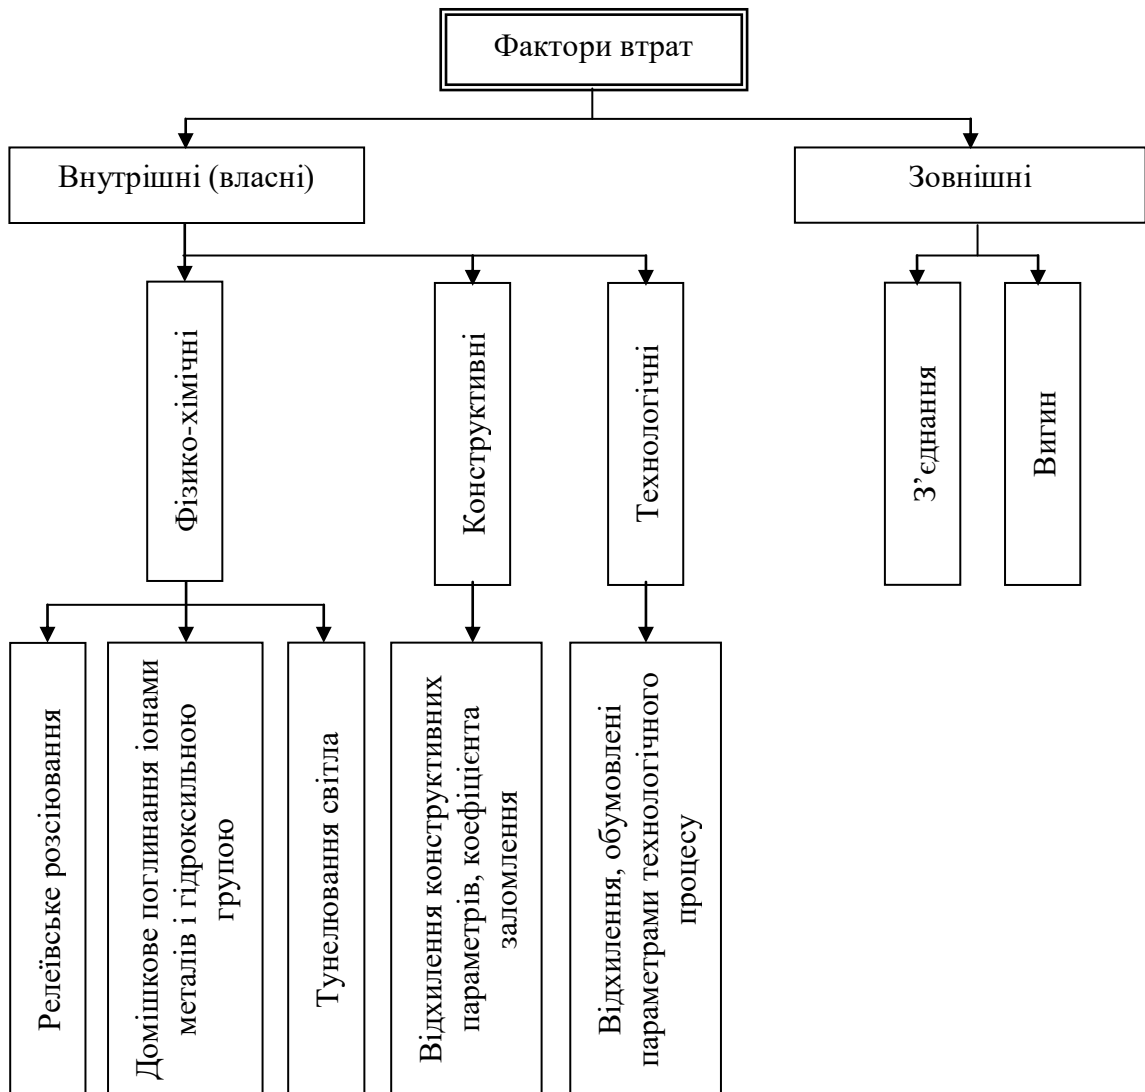 Фактори втрат
Внутрішні (власні)
Зовнішні
Фізико-хімічні
Конструктивні
Технологічні
З’єднання
Вигин
Релеївське розсіювання
Домішкове поглинання іонами
металів і гідроксильною
групою
Тунелювання світла
Відхилення конструктивних
параметрів, коефіцієнта
заломлення
Відхилення, обумовлені
параметрами технологічного
процесу